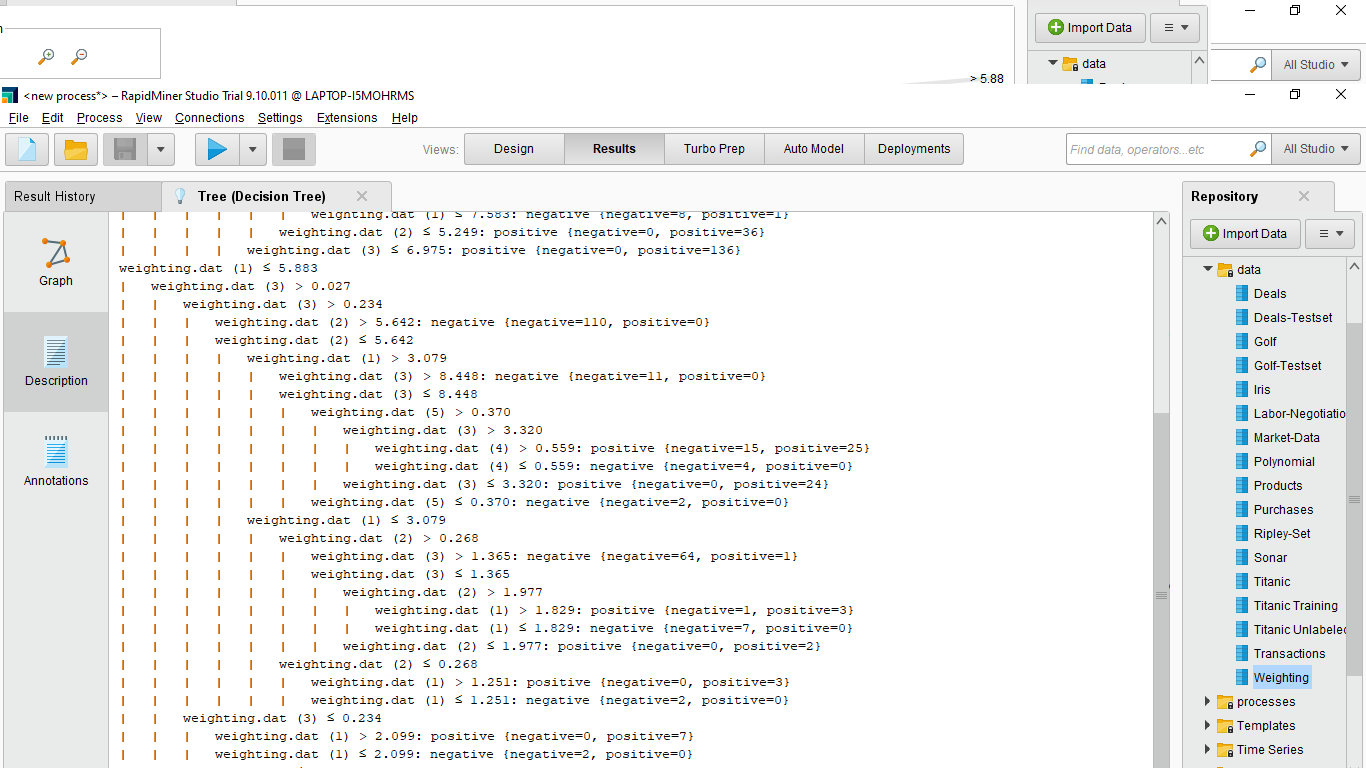 Import Data
data
> 5.88
All Studio
<new process*> – RapidMiner Studio Trial 9.10.011 @ LAPTOP-I5MOHRMS
File Edit Process View Connections Settings Extensions Help
Views: Design Results Turbo Prep Auto Model Deployments
Find data, operators...etc All Studio
Result History Tree (Decision Tree)
Repository
Import Data
Graph
Description
Annotations
| | | | | | weighting.dat (1) ≤ 7.583: negative {negative=8, positive=1}
| | | | | weighting.dat (2) ≤ 5.249: positive {negative=0, positive=36}
| | | | weighting.dat (3) ≤ 6.975: positive {negative=0, positive=136}
weighting.dat (1) ≤ 5.883
| weighting.dat (3) > 0.027
| | weighting.dat (3) > 0.234
| | | weighting.dat (2) > 5.642: negative {negative=110, positive=0}
| | | weighting.dat (2) ≤ 5.642
| | | | weighting.dat (1) > 3.079
| | | | | weighting.dat (3) > 8.448: negative {negative=11, positive=0}
| | | | | weighting.dat (3) ≤ 8.448
| | | | | | weighting.dat (5) > 0.370
| | | | | | | weighting.dat (3) > 3.320
| | | | | | | | weighting.dat (4) > 0.559: positive {negative=15, positive=25}
| | | | | | | | weighting.dat (4) ≤ 0.559: negative {negative=4, positive=0}
| | | | | | | weighting.dat (3) ≤ 3.320: positive {negative=0, positive=24}
| | | | | | weighting.dat (5) ≤ 0.370: negative {negative=2, positive=0}
| | | | weighting.dat (1) ≤ 3.079
| | | | | weighting.dat (2) > 0.268
| | | | | | weighting.dat (3) > 1.365: negative {negative=64, positive=1}
| | | | | | weighting.dat (3) ≤ 1.365
| | | | | | | weighting.dat (2) > 1.977
| | | | | | | | weighting.dat (1) > 1.829: positive {negative=1, positive=3}
| | | | | | | | weighting.dat (1) ≤ 1.829: negative {negative=7, positive=0}
| | | | | | | weighting.dat (2) ≤ 1.977: positive {negative=0, positive=2}
| | | | | weighting.dat (2) ≤ 0.268
| | | | | | weighting.dat (1) > 1.251: positive {negative=0, positive=3}
| | | | | | weighting.dat (1) ≤ 1.251: negative {negative=2, positive=0}
| | weighting.dat (3) ≤ 0.234
| | | weighting.dat (1) > 2.099: positive {negative=0, positive=7}
| | | weighting.dat (1) ≤ 2.099: negative {negative=2, positive=0}
data
Deals
Deals-Testset
Golf
Golf-Testset
Iris
Labor-Negotiatio
Market-Data
Polynomial
Products
Purchases
Ripley-Set
Sonar
Titanic
Titanic Training
Titanic Unlabeled
Transactions
Weighting
processes
Templates
Time Series